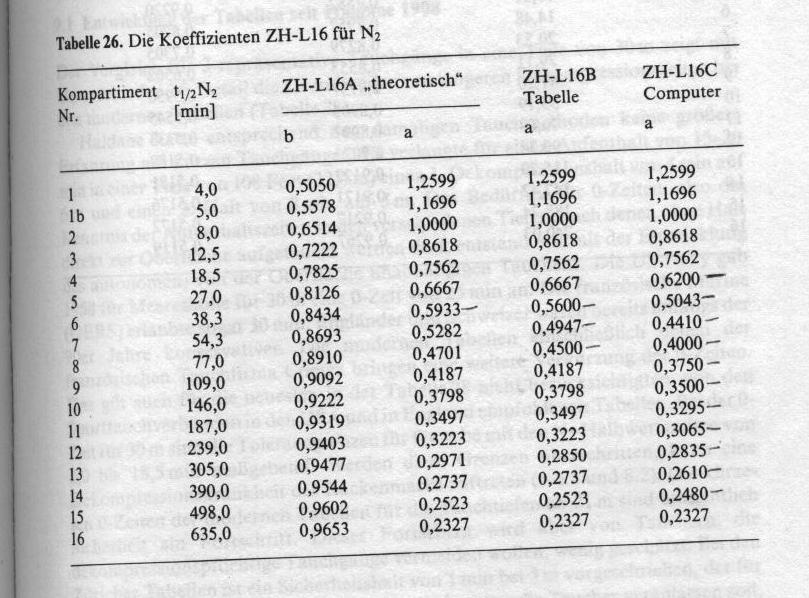 Tabelle 26. Die Koeffizienten ZH-L16 für N₂
Kompartiment t₁/₂N₂ ZH-L16A „theoretisch“ ZH-L16B ZH-L16C
Nr. [min] Tabelle Computer
b a a a
1 4,0 0,5050 1,2599 1,2599 1,2599
1b 5,0 0,5578 1,1696 1,1696 1,1696
2 8,0 0,6514 1,0000 1,0000 1,0000
3 12,5 0,7222 0,8618 0,8618 0,8618
4 18,5 0,7825 0,7562 0,7562 0,7562
5 27,0 0,8126 0,6667 0,6667 0,6200
6 38,3 0,8434 0,5933 0,5600 0,5043
7 54,3 0,8693 0,5282 0,4947 0,4410
8 77,0 0,8910 0,4701 0,4500 0,4000
9 109,0 0,9092 0,4187 0,4187 0,3750
10 146,0 0,9222 0,3798 0,3798 0,3500
11 187,0 0,9319 0,3497 0,3497 0,3295
12 239,0 0,9403 0,3223 0,3223 0,3065
13 305,0 0,9477 0,2971 0,2850 0,2835
14 390,0 0,9544 0,2737 0,2737 0,2610
15 498,0 0,9602 0,2523 0,2523 0,2480
16 635,0 0,9653 0,2327 0,2327 0,2327